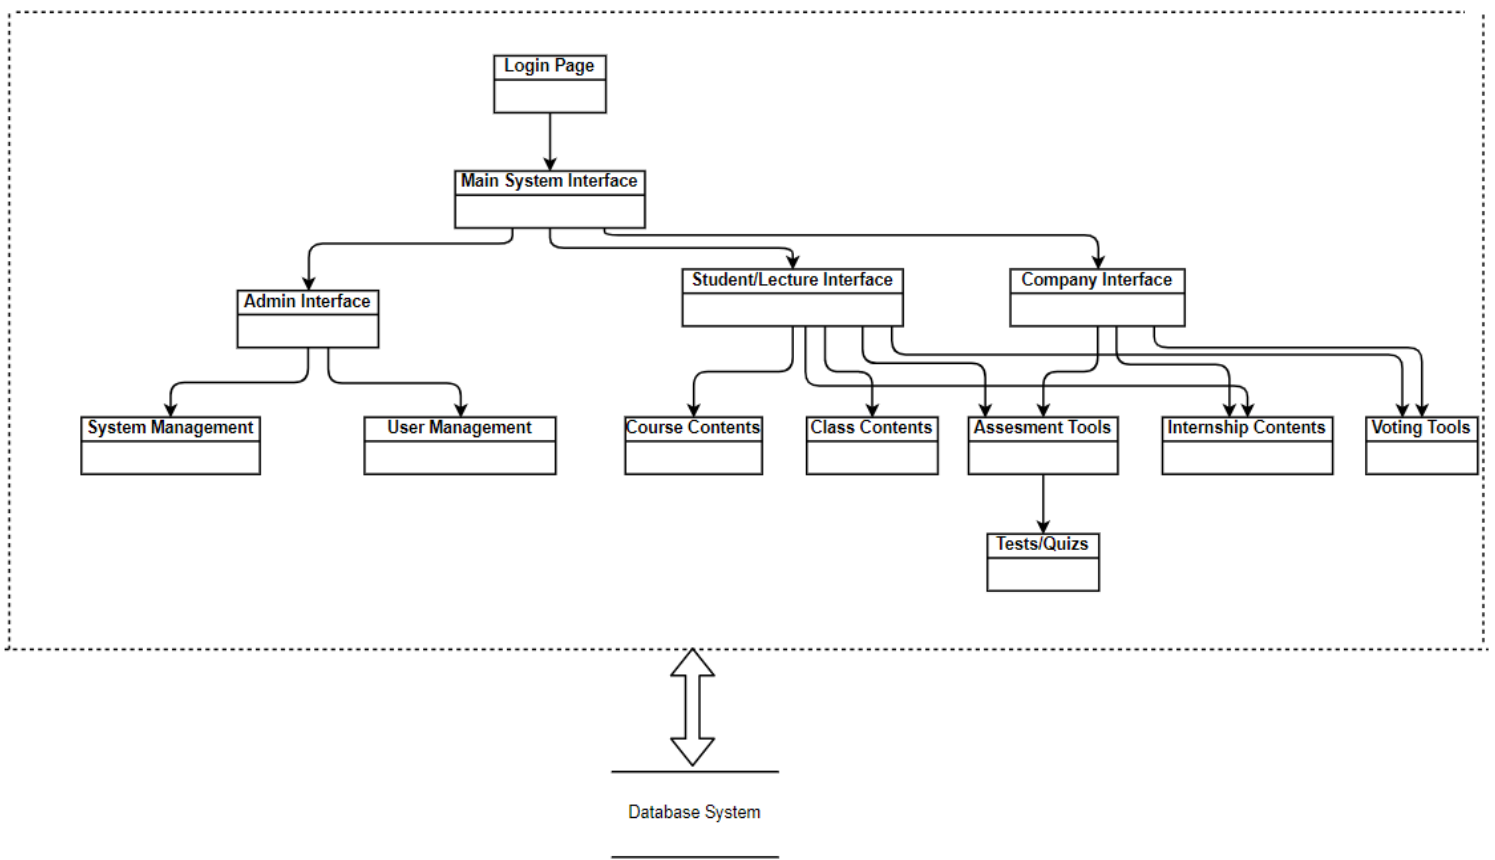 Login Page
Main System Interface
Student/Lecture Interface
Company Interface
Admin Interface
System Management
User Management
Course Contents
Class Contents
Assesment Tools
Internship Contents
Voting Tools
Tests/Quizs
Database System